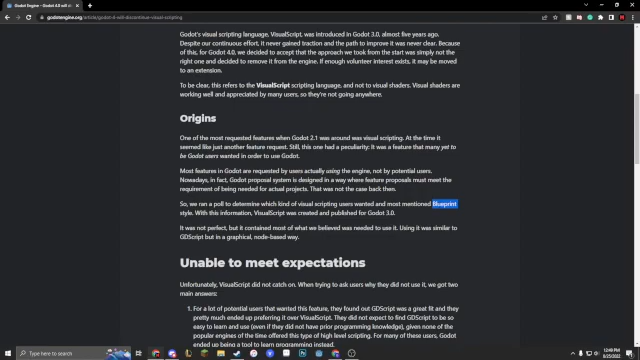 Godot Engine - Godot 4.0 will d
godotengine.org/article/godot-4-will-discontinue-visual-scripting
Godot's visual scripting language, VisualScript, was introduced in Godot 3.0, almost five years ago.
Despite our continuous effort, it never gained traction and the path to improve it was never clear. Because
of this, for Godot 4.0, we decided to accept that the approach we took from the start was simply not
the right one and decided to remove it from the engine. If enough volunteer interest exists, it may be moved
to an extension.
To be clear, this refers to the VisualScript scripting language, and not to visual shaders. Visual shaders are
working well and appreciated by many users, so they're not going anywhere.
Origins
One of the most requested features when Godot 2.1 was around was visual scripting. At the time it
seemed like just another feature request. Still, this one had a peculiarity: It was a feature that many yet to
be Godot users wanted in order to use Godot.
Most features in Godot are requested by users actually using the engine, not by potential users.
Nowadays, in fact, Godot proposal system is designed in a way where feature proposals must meet the
requirement of being needed for actual projects. That was not the case back then.
So, we ran a poll to determine which kind of visual scripting users wanted and most mentioned Blueprint
style. With this information, VisualScript was created and published for Godot 3.0.
It was not perfect, but it contained most of what we believed was needed to use it. Using it was similar to
GDScript but in a graphical, node-based way.
Unable to meet expectations
Unfortunately, VisualScript did not catch on. When trying to ask users why they did not use it, we got two
main answers:
1. For a lot of potential users that wanted this feature, they found out GDScript was a great fit and they
pretty much ended up preferring it over VisualScript. They did not expect to find GDScript to be so
easy to learn and use (even if they did not have prior programming knowledge), given none of the
popular engines of the time offered this type of high level scripting. For many of these users, Godot
ended up being a tool to learn programming instead.
Type here to search
12:49 PM